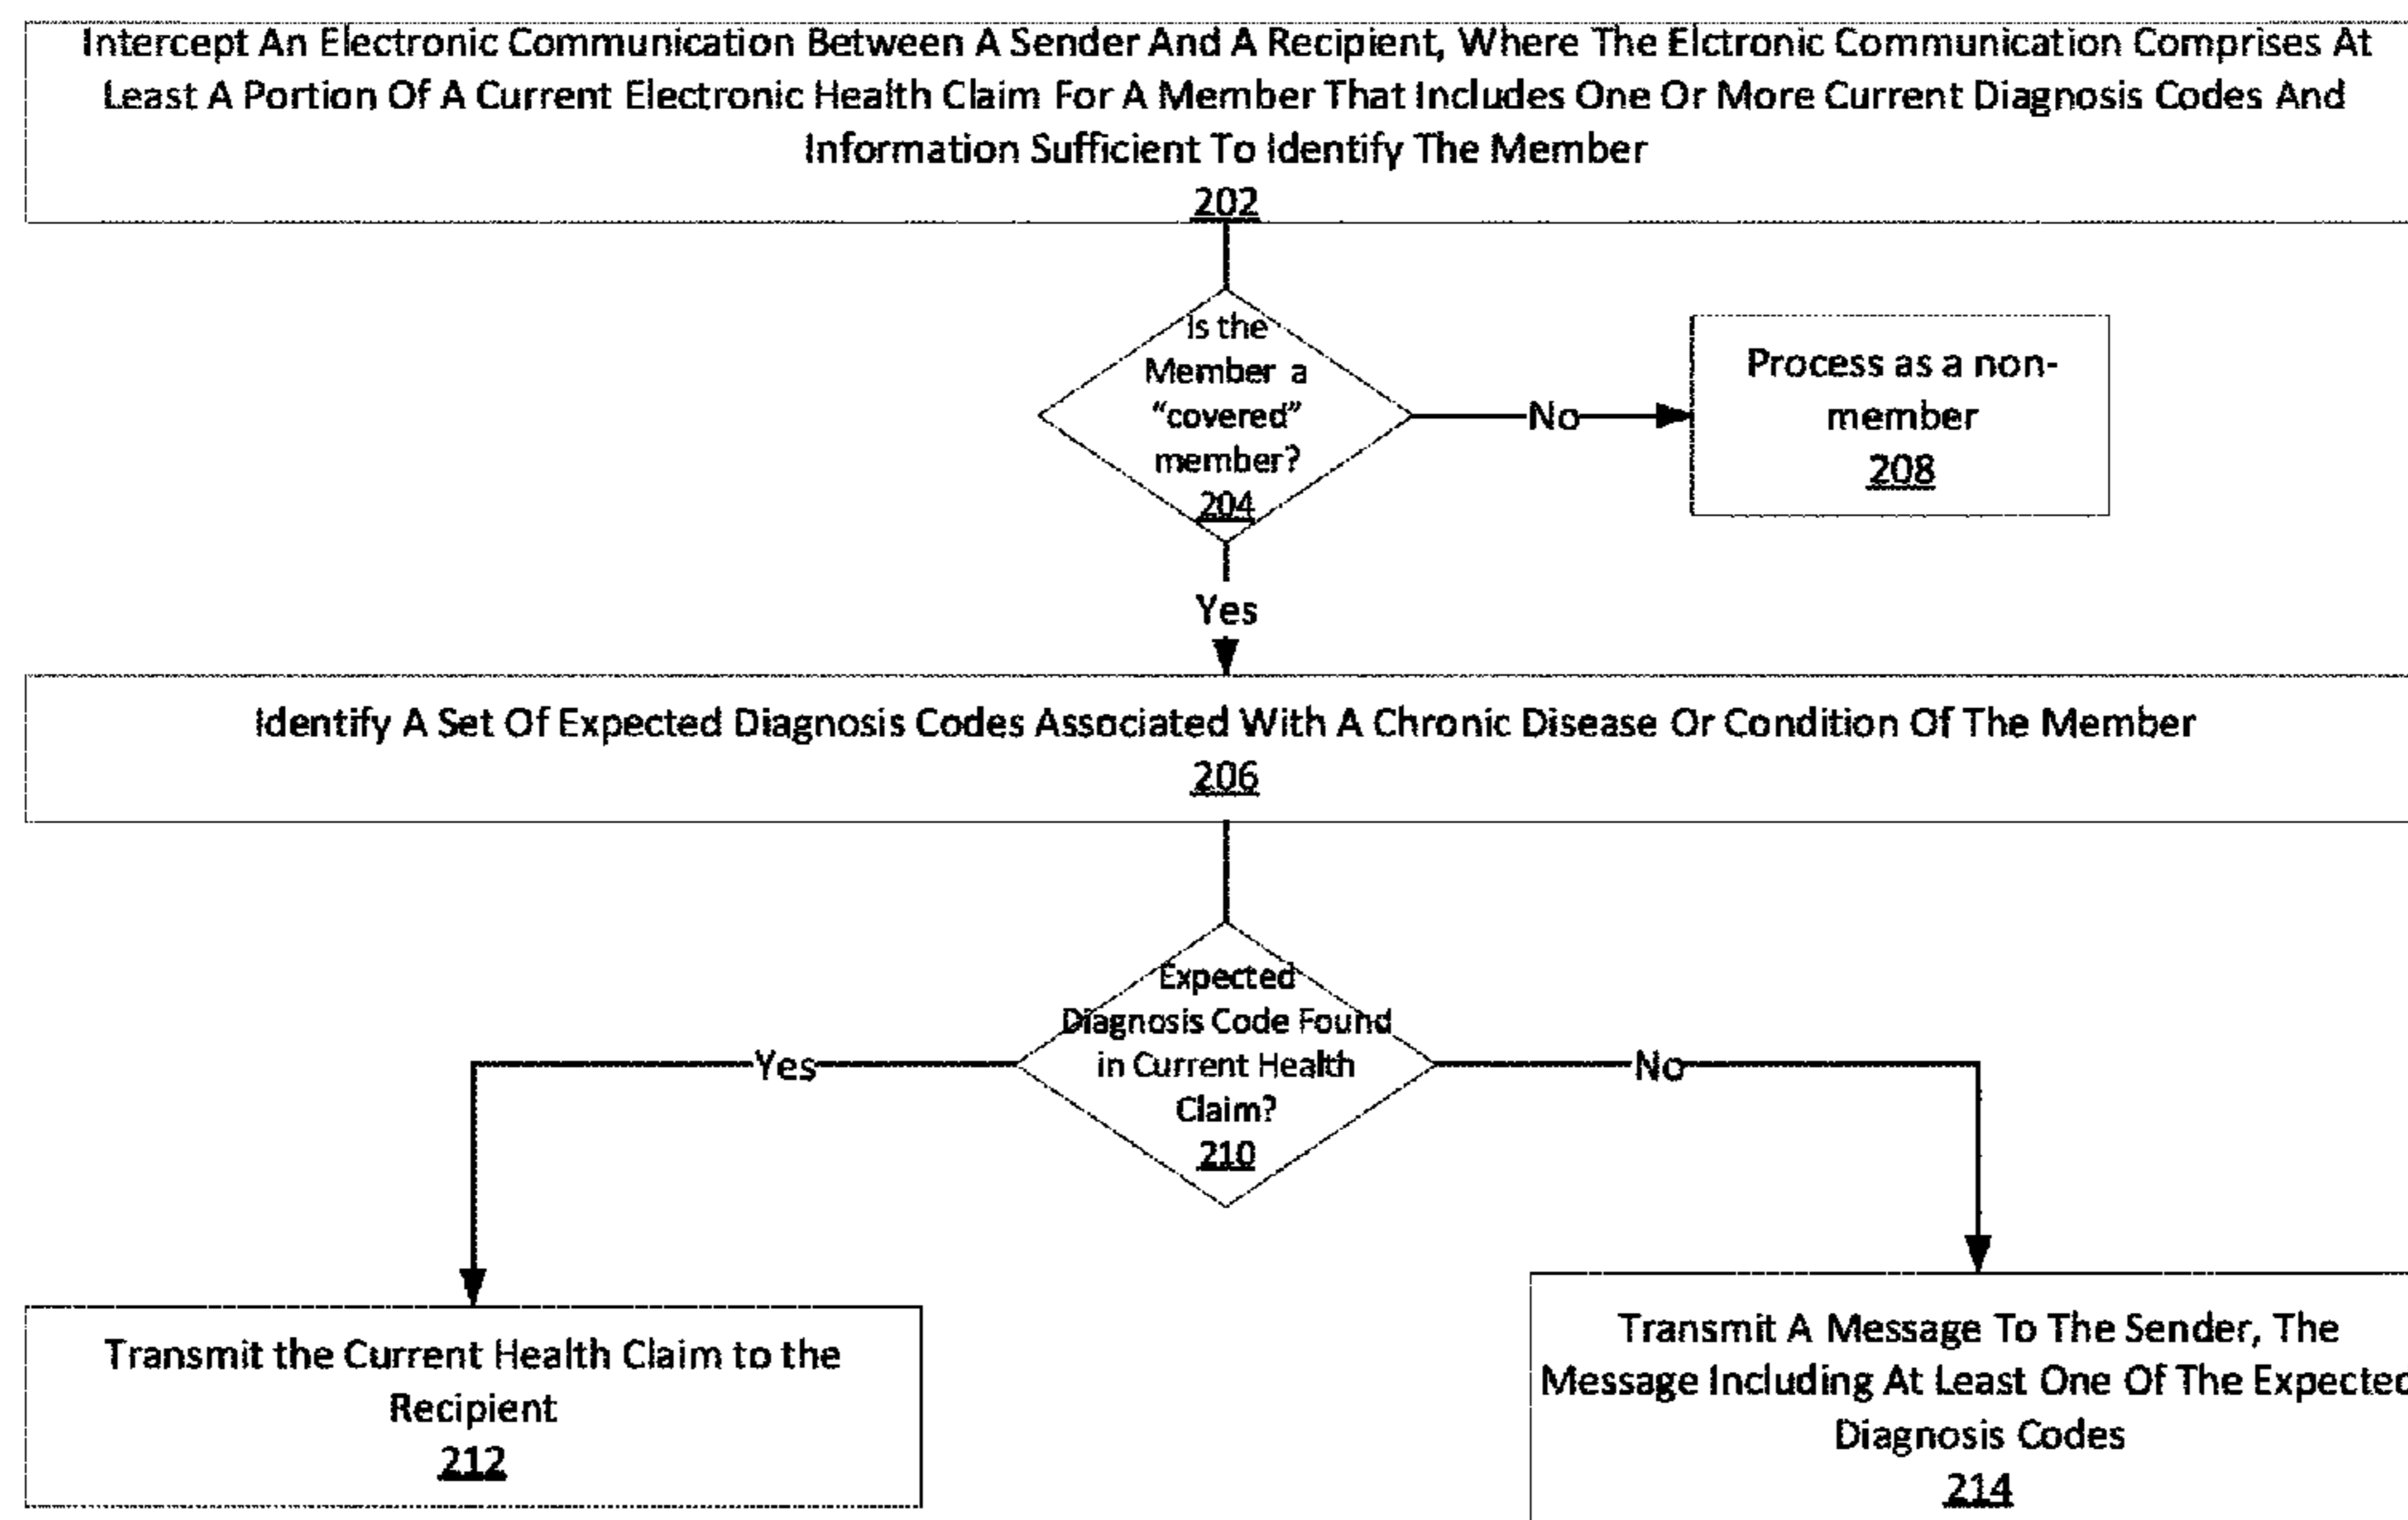 Intercept An Electronic Communication Between A Sender And A Recipient, Where The Elctronic Communication Comprises At
Least A Portion Of A Current Electronic Health Claim For A Member That Includes One Or More Current Diagnosis Codes And
Information Sufficient To Identify The Member
202
Is the
Member a
“covered”
member?
204
No
Process as a non-
member
208
Yes
Identify A Set Of Expected Diagnosis Codes Associated With A Chronic Disease Or Condition Of The Member
206
Expected
Diagnosis Code Found
in Current Health
Claim?
210
Yes
No
Transmit the Current Health Claim to the
Recipient
212
Transmit A Message To The Sender, The
Message Including At Least One Of The Expected
Diagnosis Codes
214